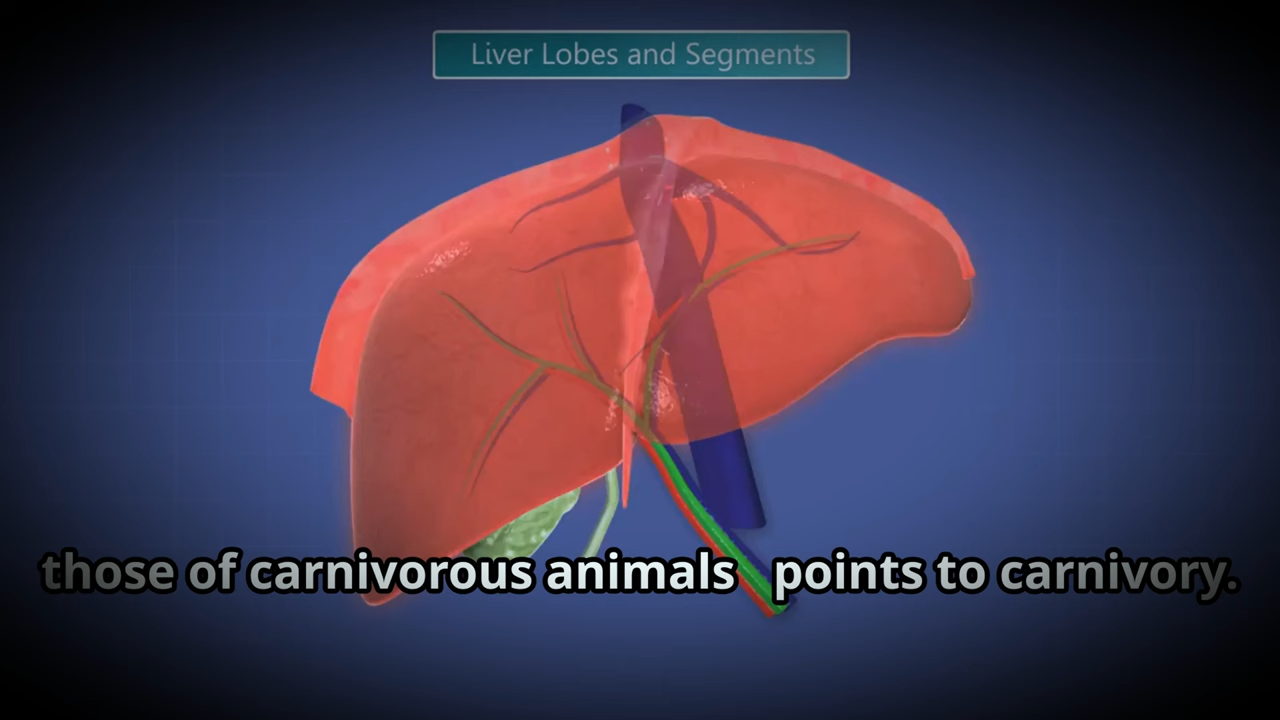 Liver Lobes and Segments
those of carnivorous animals points to carnivory.